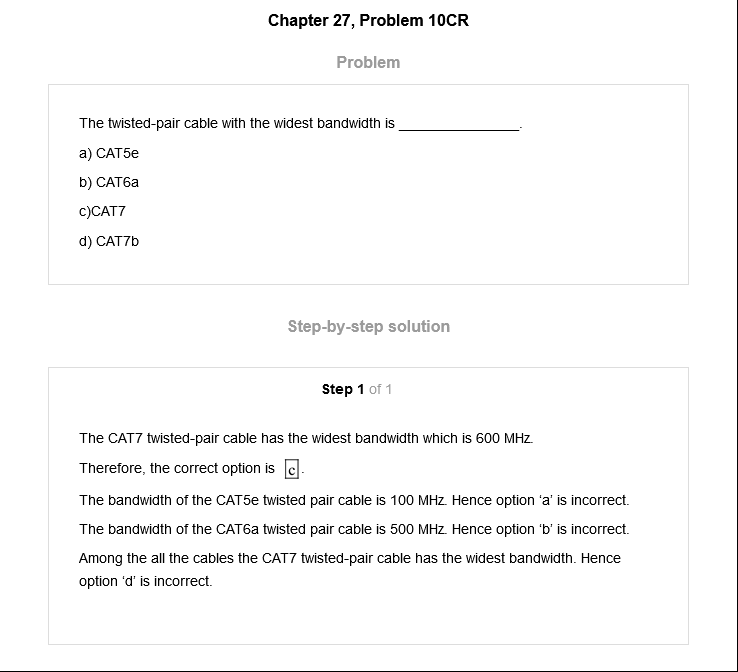 Chapter 27, Problem 10CR
Problem
The twisted-pair cable with the widest bandwidth is _______________.
a) CAT5e
b) CAT6a
c)CAT7
d) CAT7b
Step-by-step solution
Step 1 of 1
The CAT7 twisted-pair cable has the widest bandwidth which is 600 MHz.
Therefore, the correct option is c.
The bandwidth of the CAT5e twisted pair cable is 100 MHz. Hence option ‘a’ is incorrect.
The bandwidth of the CAT6a twisted pair cable is 500 MHz. Hence option ‘b’ is incorrect.
Among the all the cables the CAT7 twisted-pair cable has the widest bandwidth. Hence
option ‘d’ is incorrect.